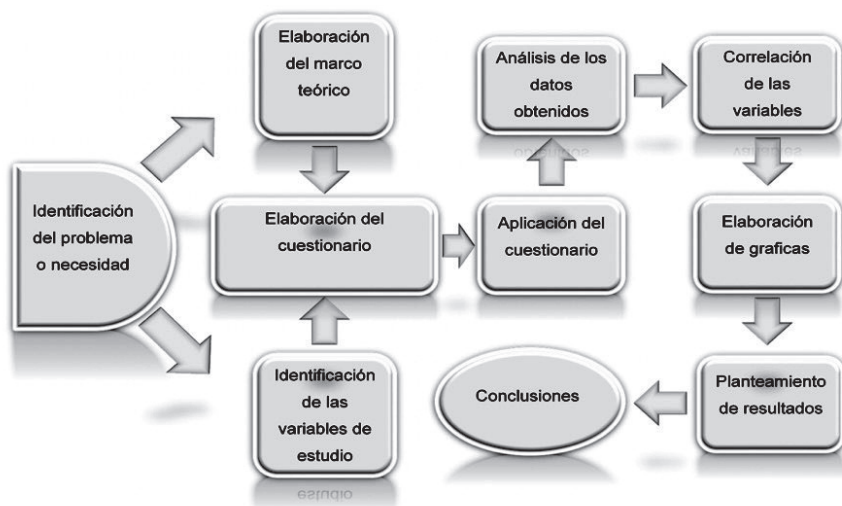 Identificación
del problema
o necesidad
Elaboración
del marco
teórico
Identificación
de las
variables de
estudio
Elaboración del
cuestionario
Aplicación del
cuestionario
Análisis de los
datos
obtenidos
Correlación
de las
variables
Elaboración
de graficas
Planteamiento
de resultados
Conclusiones